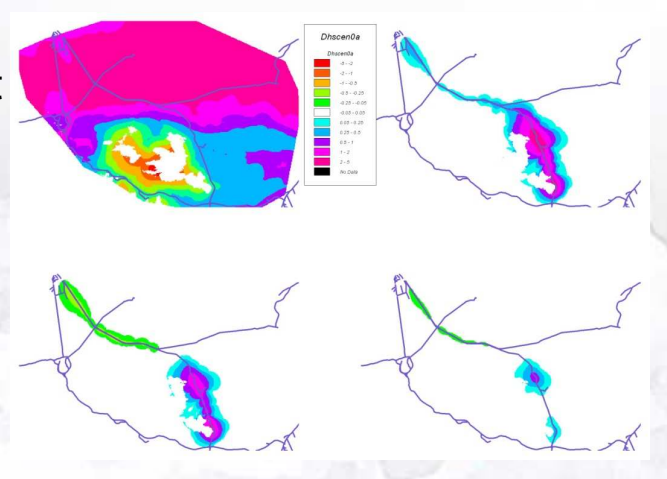 Dhscen0a
Dhscen0a
-5 - -2
-2 - -1
-1 - -0.5
-0.5 - -0.25
-0.25 - -0.05
-0.05 - 0.05
0.05 - 0.25
0.25 - 0.5
0.5 - 1
1 - 2
2 - 5
No Data